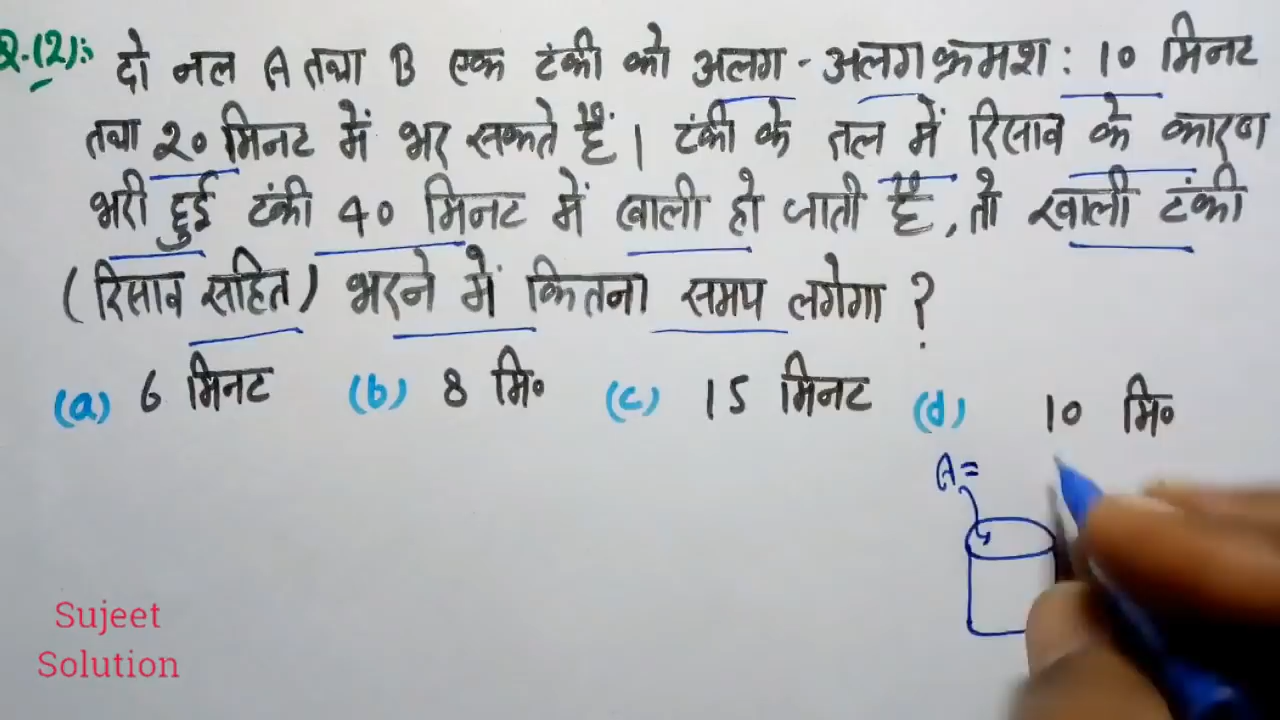 Q.(2):- दो नल A तथा B एक टंकी को अलग - अलग क्रमश: 10 मिनट
तथा 20 मिनट में भर सकते हैं। टंकी के तल में रिसाव के कारण
भरी हुई टंकी 40 मिनट में खाली हो जाती है, तो खाली टंकी
(रिसाव सहित) भरने में कितना समय लगेगा ?
(a) 6 मिनट (b) 8 मि० (c) 15 मिनट (d) 10 मि०
A=
Sujeet
Solution